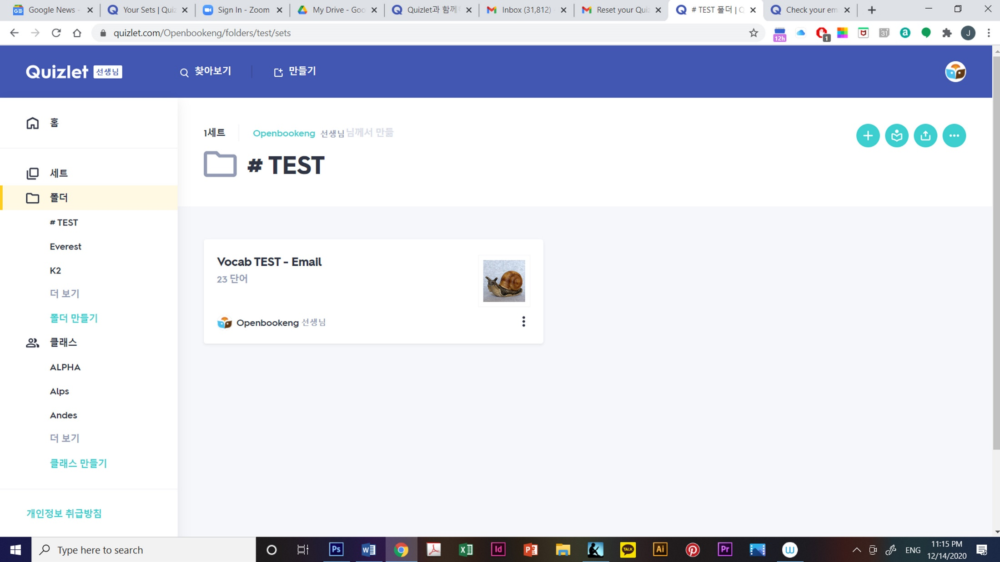 Google News -
Your Sets | Quiz
Sign In - Zoom
My Drive - Goo
Quizlet과 함께
Inbox (31,812)
Reset your Quiz
# TEST 폴더 | Q
Check your em
quizlet.com/Openbookeng/folders/test/sets
12h
1
31
a
J
Quizlet 선생님
찾아보기
만들기
홈
세트
폴더
# TEST
Everest
K2
더 보기
폴더 만들기
클래스
ALPHA
Alps
Andes
더 보기
클래스 만들기
개인정보 취급방침
1세트
Openbookeng 선생님님께서 만듦
# TEST
Vocab TEST - Email
23 단어
Openbookeng 선생님
Type here to search
Ps
W
X
Id
P
TALK
Ai
Pr
W
ENG
11:15 PM
12/14/2020